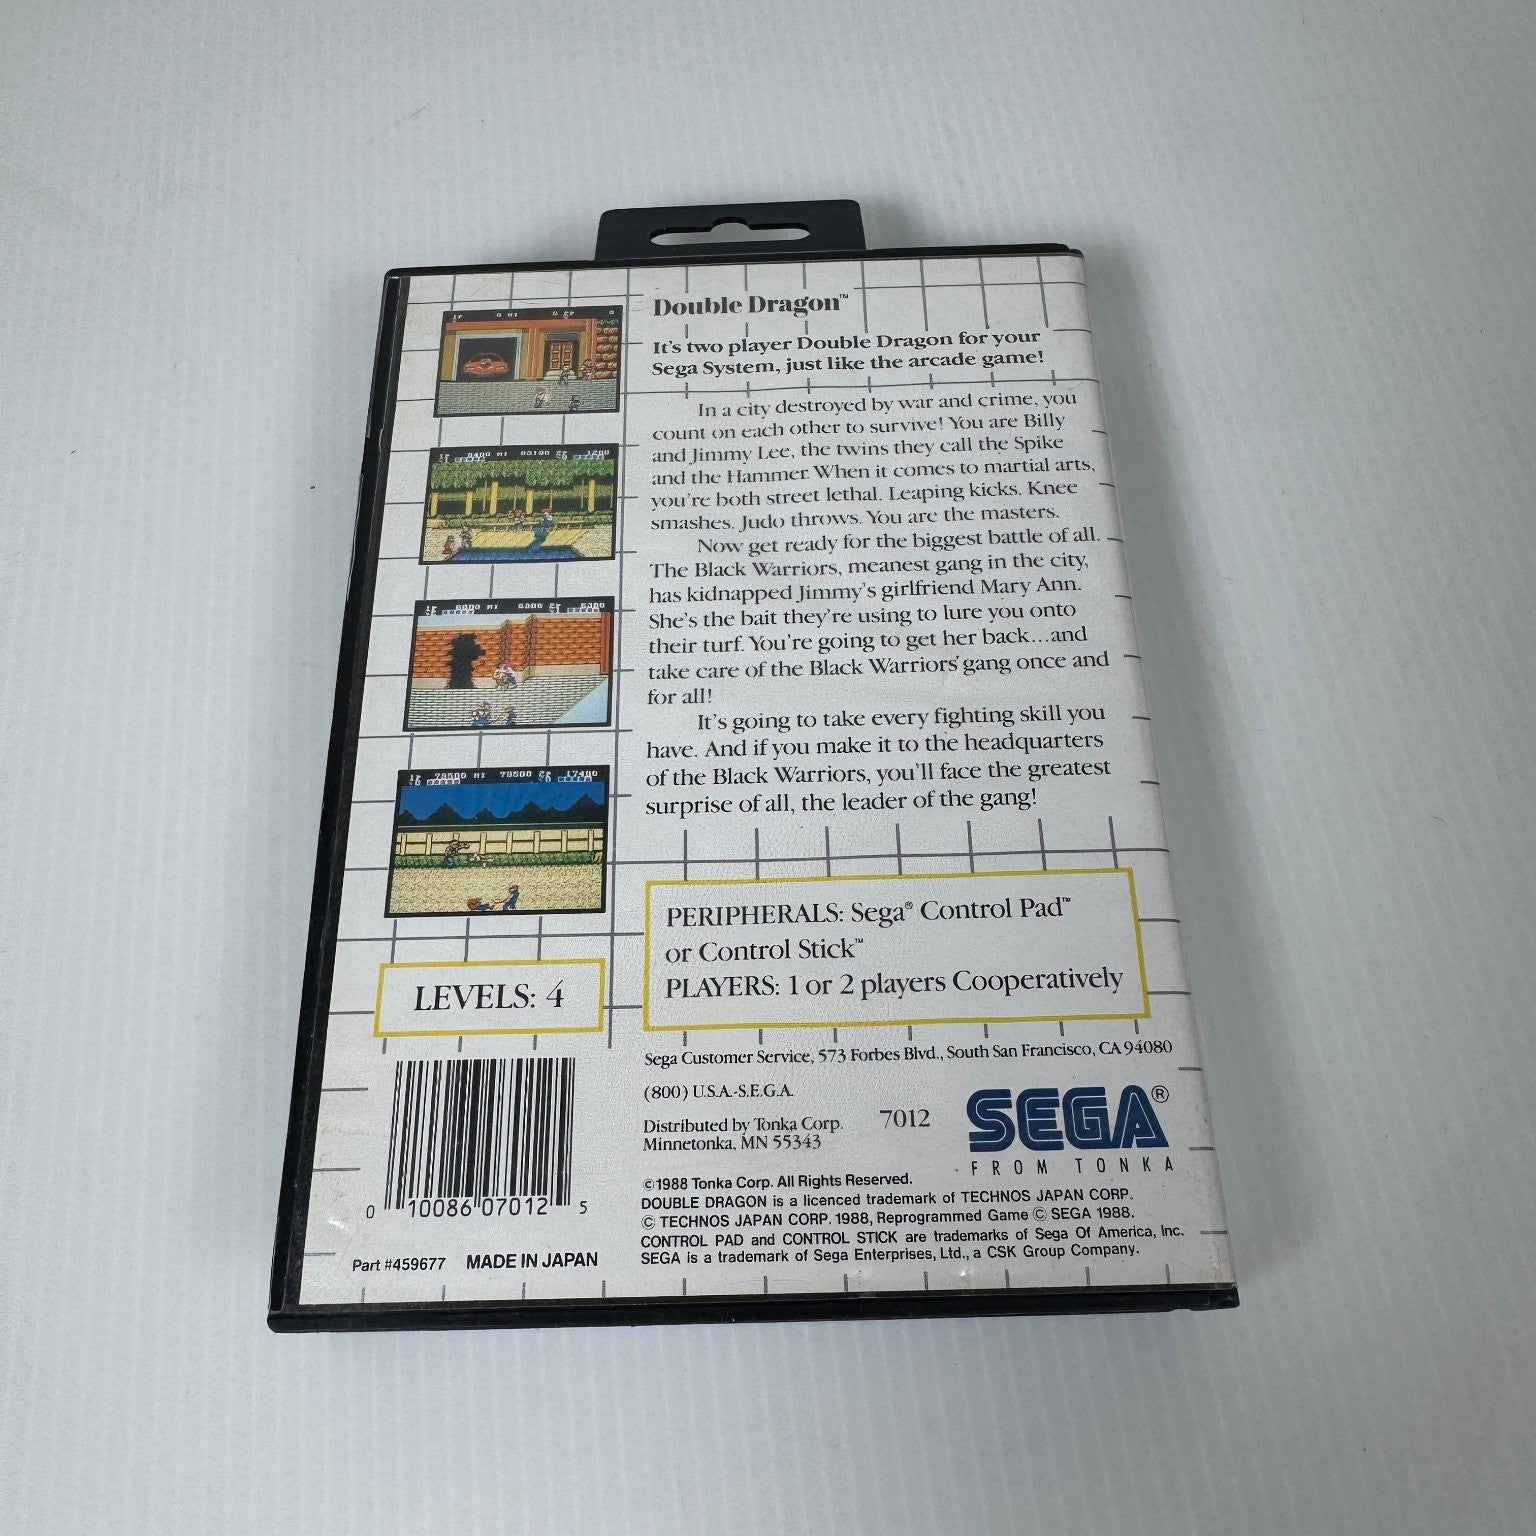 Double Dragon™
It's two player Double Dragon for your
Sega System, just like the arcade game!
In a city destroyed by war and crime, you
count on each other to survive! You are Billy
and Jimmy Lee, the twins they call the Spike
and the Hammer. When it comes to martial arts,
you're both street lethal. Leaping kicks. Knee
smashes. Judo throws. You are the masters.
Now get ready for the biggest battle of all.
The Black Warriors, meanest gang in the city,
has kidnapped Jimmy's girlfriend Mary Ann.
She's the bait they're using to lure you onto
their turf. You're going to get her back...and
take care of the Black Warriors' gang once and
for all!
It's going to take every fighting skill you
have. And if you make it to the headquarters
of the Black Warriors, you'll face the greatest
surprise of all, the leader of the gang!
PERIPHERALS: Sega® Control Pad™
or Control Stick™
PLAYERS: 1 or 2 players Cooperatively
LEVELS: 4
Sega Customer Service, 573 Forbes Blvd., South San Francisco, CA 94080
(800) U.S.A.-S.E.G.A.
Distributed by Tonka Corp.
Minnetonka, MN 55343
7012
SEGA®
FROM TONKA
©1988 Tonka Corp. All Rights Reserved.
DOUBLE DRAGON is a licenced trademark of TECHNOS JAPAN CORP.
© TECHNOS JAPAN CORP. 1988, Reprogrammed Game © SEGA 1988.
CONTROL PAD and CONTROL STICK are trademarks of Sega Of America, Inc.
SEGA is a trademark of Sega Enterprises, Ltd., a CSK Group Company.
0 10086 07012 5
Part #459677 MADE IN JAPAN